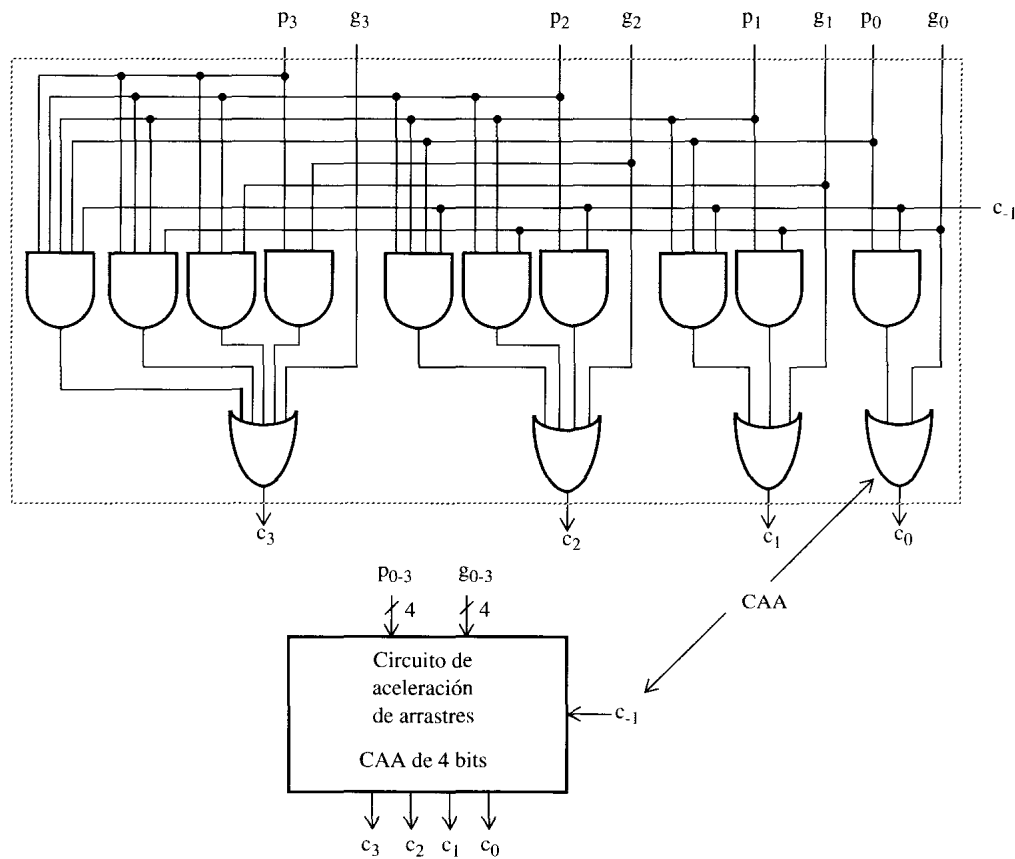 p3 g3 p2 g2 p1 g1 p0 g0
c-1
c3 c2 c1 c0
p0-3 g0-3
4 4
CAA
Circuito de
aceleración
de arrastres
c-1
CAA de 4 bits
c3 c2 c1 c0